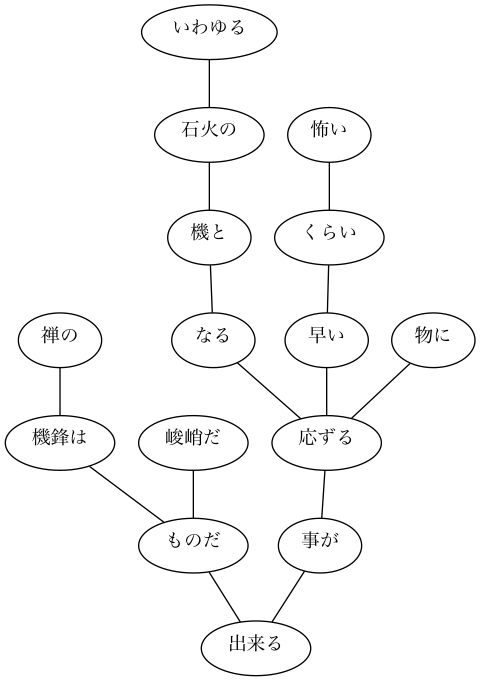 いわゆる
石火の
怖い
機と
くらい
禅の
なる
早い
物に
機鋒は
峻峭だ
応ずる
ものだ
事が
出来る